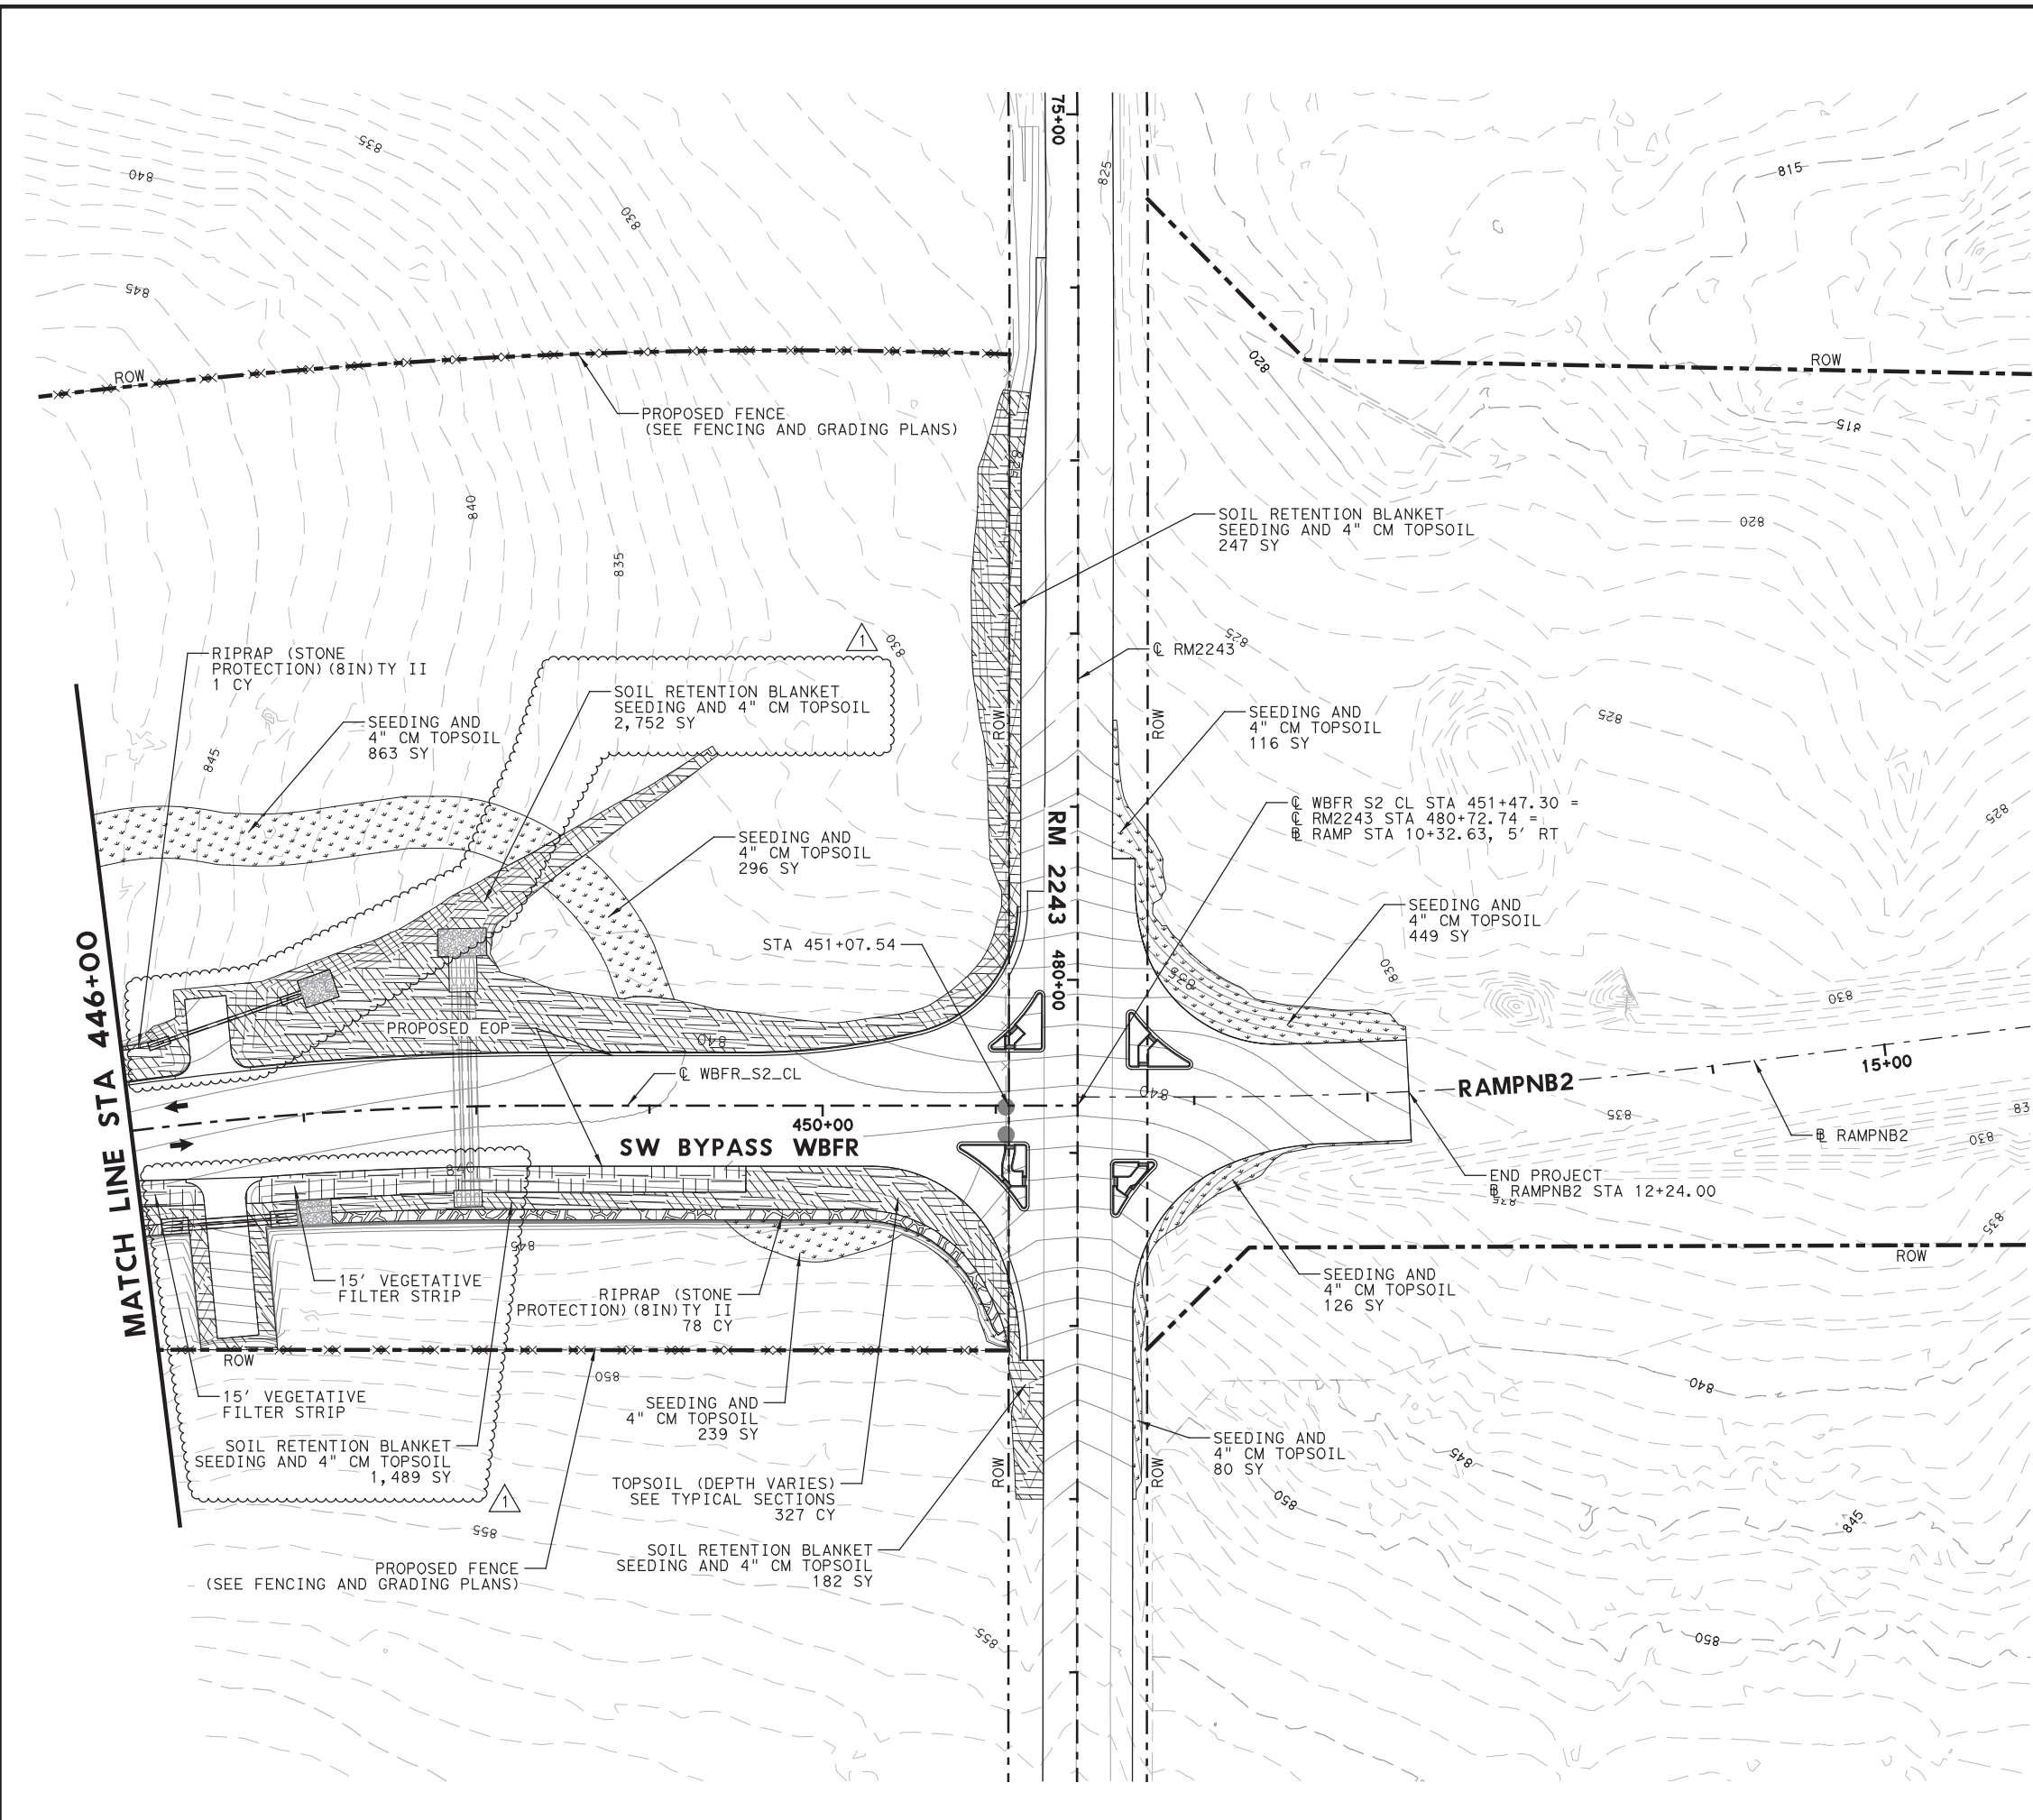 75+00
835
840
830
825
815
845
ROW
820
ROW
815
PROPOSED FENCE
(SEE FENCING AND GRADING PLANS)
840
835
SOIL RETENTION BLANKET
SEEDING AND 4" CM TOPSOIL
247 SY
820
825
1
830
RIPRAP (STONE
PROTECTION) (8IN) TY II
1 CY
SOIL RETENTION BLANKET
SEEDING AND 4" CM TOPSOIL
2,752 SY
℄ RM2243
SEEDING AND
4" CM TOPSOIL
863 SY
ROW
ROW
SEEDING AND
4" CM TOPSOIL
116 SY
825
845
825
℄ WBFR S2 CL STA 451+47.30 =
℄ RM2243 STA 480+72.74 =
B RAMP STA 10+32.63, 5' RT
SEEDING AND
4" CM TOPSOIL
296 SY
RM 2243
SEEDING AND
4" CM TOPSOIL
449 SY
STA 451+07.54
480+00
835
830
830
MATCH LINE STA 446+00
PROPOSED EOP
840
℄ WBFR_S2_CL
840
RAMPNB2
15+00
835
450+00
SW BYPASS WBFR
B RAMPNB2
830
840
END PROJECT
B RAMPNB2 STA 12+24.00
835
835
845
ROW
15' VEGETATIVE
FILTER STRIP
RIPRAP (STONE
PROTECTION) (8IN) TY II
78 CY
SEEDING AND
4" CM TOPSOIL
126 SY
ROW
850
840
15' VEGETATIVE
FILTER STRIP
SEEDING AND
4" CM TOPSOIL
239 SY
SOIL RETENTION BLANKET
SEEDING AND 4" CM TOPSOIL
1,489 SY
SEEDING AND
4" CM TOPSOIL
80 SY
845
ROW
ROW
TOPSOIL (DEPTH VARIES)
SEE TYPICAL SECTIONS
327 CY
1
850
845
855
SOIL RETENTION BLANKET
SEEDING AND 4" CM TOPSOIL
182 SY
PROPOSED FENCE
(SEE FENCING AND GRADING PLANS)
855
850